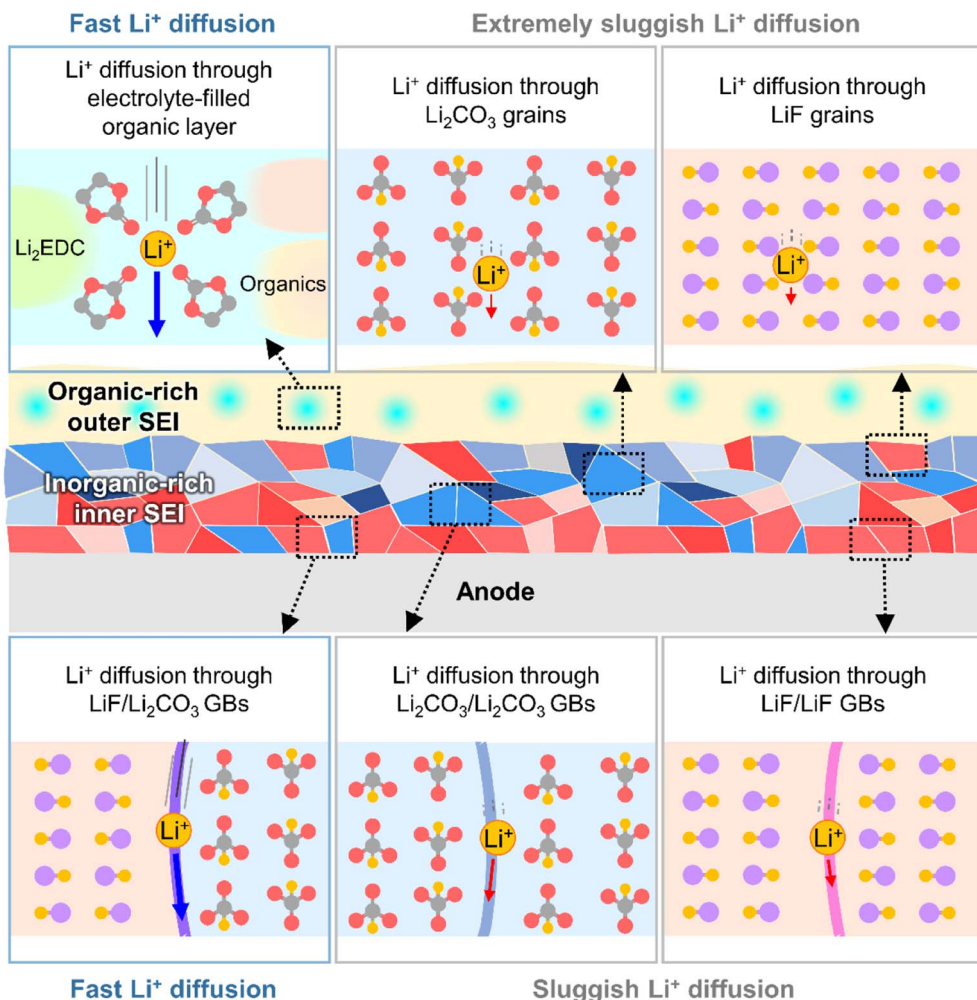 Fast Li⁺ diffusion
Extremely sluggish Li⁺ diffusion
Li⁺ diffusion through
electrolyte-filled
organic layer
Li₂EDC
Li⁺
Organics
Li⁺ diffusion through
Li₂CO₃ grains
Li⁺
Li⁺ diffusion through
LiF grains
Li⁺
Organic-rich
outer SEI
Inorganic-rich
inner SEI
Anode
Li⁺ diffusion through
LiF/Li₂CO₃ GBs
Li⁺
Li⁺ diffusion through
Li₂CO₃/Li₂CO₃ GBs
Li⁺
Li⁺ diffusion through
LiF/LiF GBs
Li⁺
Fast Li⁺ diffusion
Sluggish Li⁺ diffusion